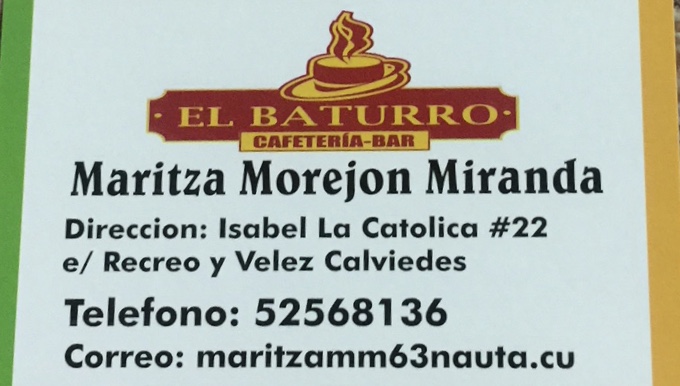 · EL BATURRO ·
CAFETERÍA-BAR
Maritza Morejon Miranda
Direccion: Isabel La Catolica #22
e/ Recreo y Velez Calviedes
Telefono: 52568136
Correo: maritzamm63nauta.cu